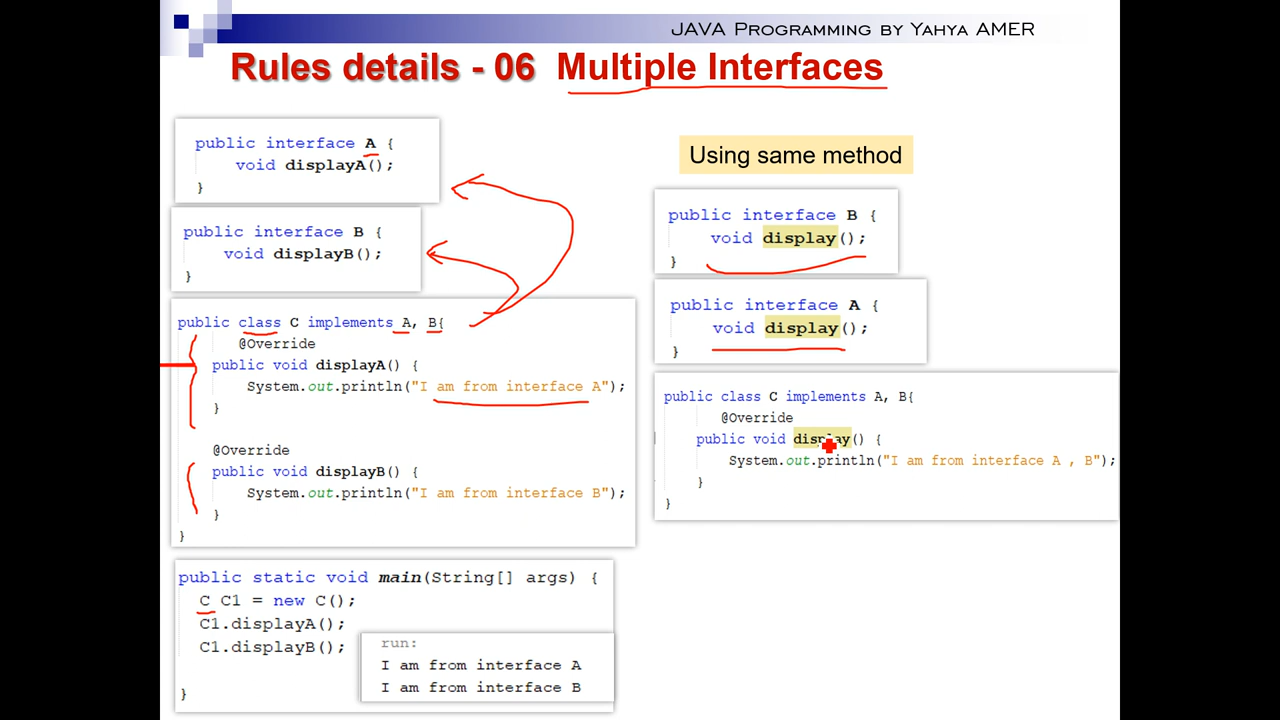 JAVA Programming by Yahya AMER
Rules details - 06 Multiple Interfaces
public interface A {
void displayA();
}
public interface B {
void displayB();
}
public class C implements A, B{
@Override
public void displayA() {
System.out.println("I am from interface A");
}
@Override
public void displayB() {
System.out.println("I am from interface B");
}
}
public static void main(String[] args) {
C C1 = new C();
C1.displayA();
C1.displayB();
}
run:
I am from interface A
I am from interface B
Using same method
public interface B {
void display();
}
public interface A {
void display();
}
public class C implements A, B{
@Override
public void display() {
System.out.println("I am from interface A , B");
}
}